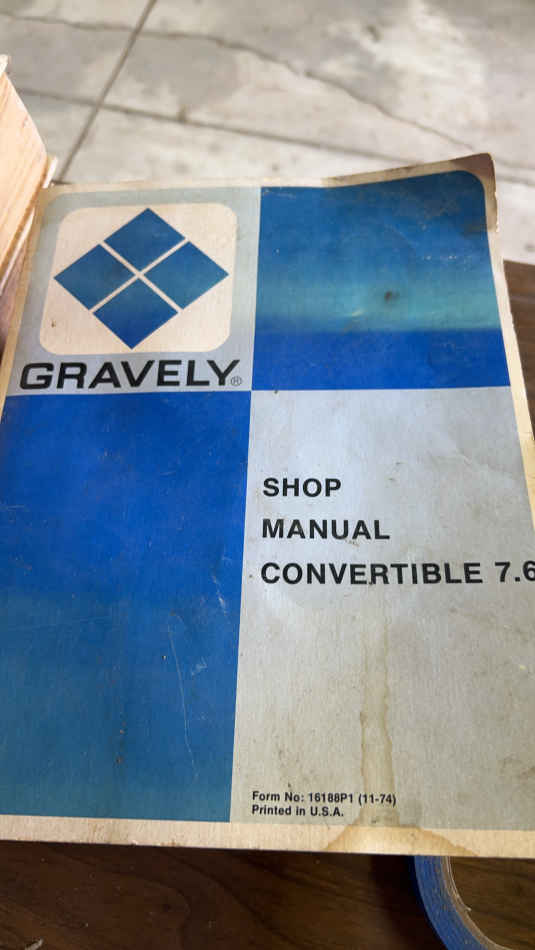 GRAVELY®
SHOP
MANUAL
CONVERTIBLE 7.6
Form No: 16188P1 (11-74)
Printed in U.S.A.